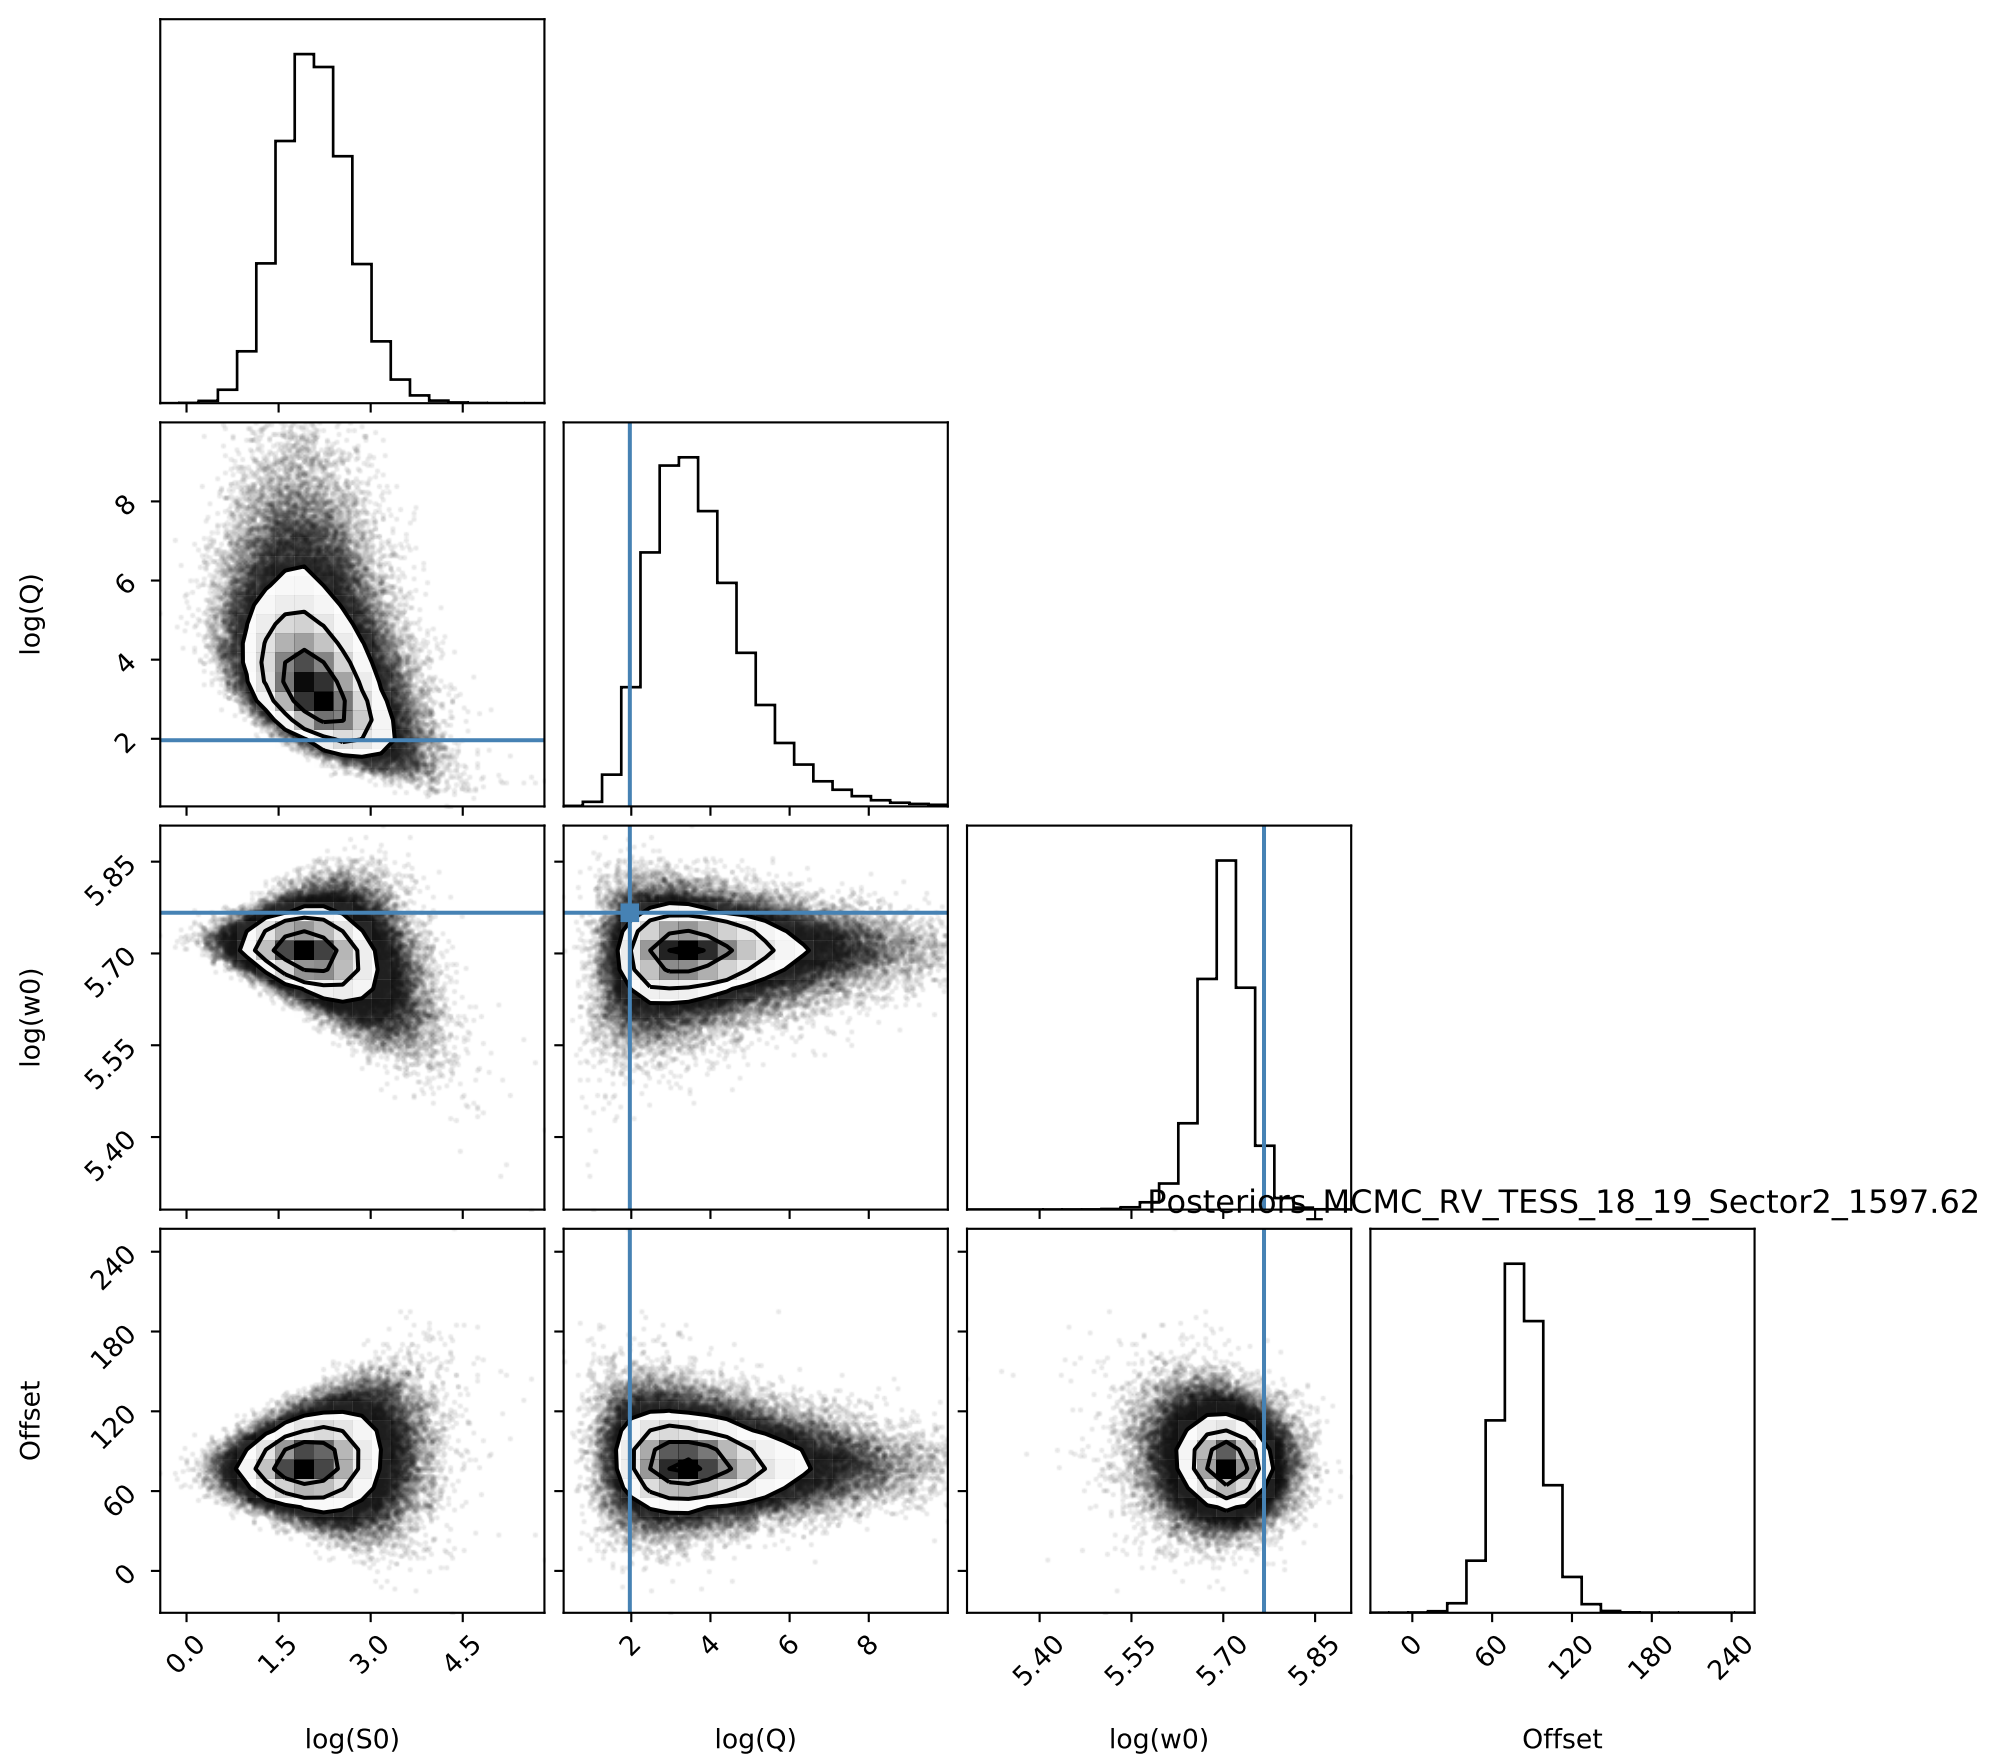 8
6
4
2
log(Q)
5.85
5.70
5.55
5.40
log(w0)
Posteriors_MCMC_RV_TESS_18_19_Sector2_1597.62
240
180
120
60
0
Offset
0.0 1.5 3.0 4.5
2 4 6 8
5.40 5.55 5.70 5.85
0 60 120 180 240
log(S0)
log(Q)
log(w0)
Offset